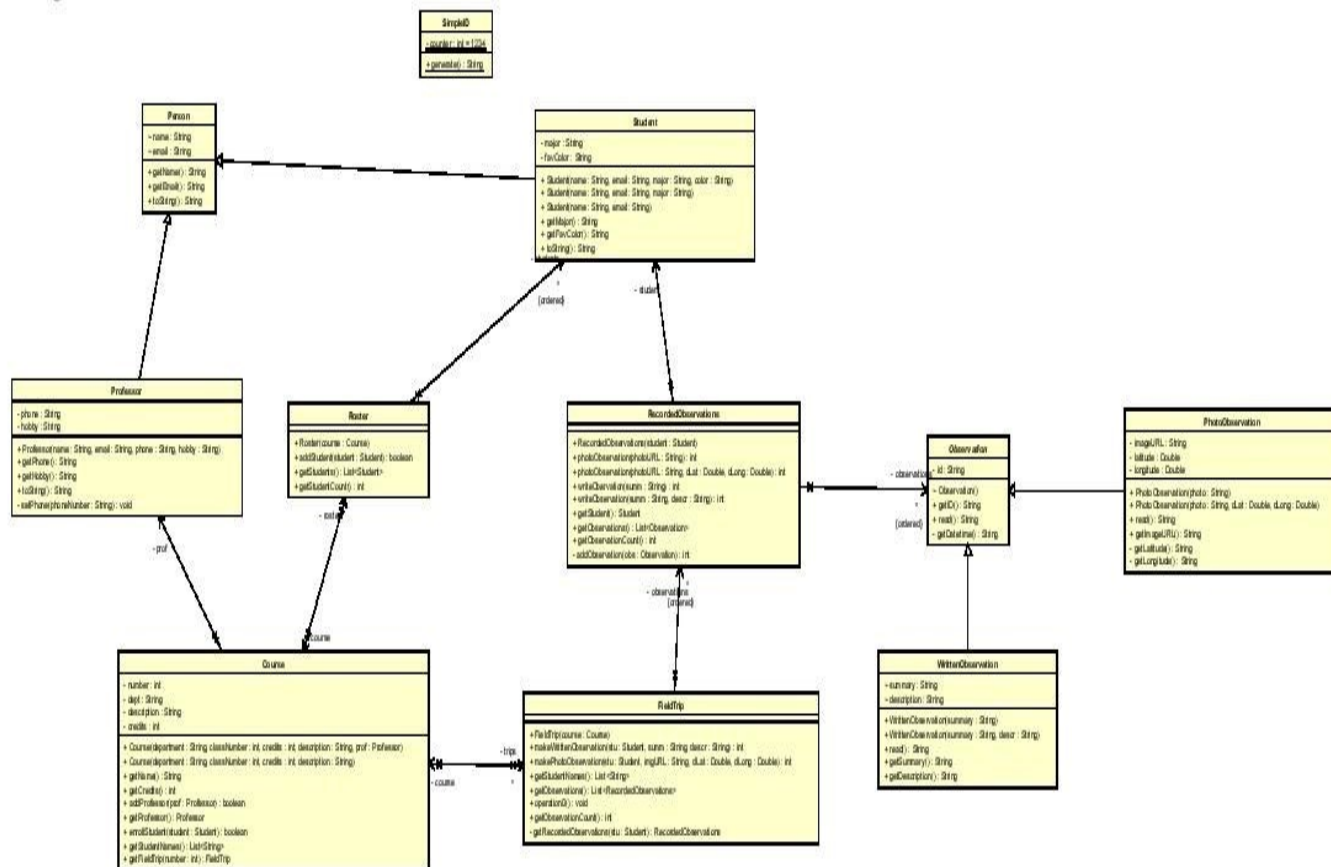 SimpleID
- counter : int = 1234
+ generate() : String
Person
- name : String
- email : String
+ getName() : String
+ getEmail() : String
+ toString() : String
Student
- major : String
- favColor : String
+ Student(name : String, email : String, major : String, color : String)
+ Student(name : String, email : String, major : String)
+ Student(name : String, email : String)
+ getMajor() : String
+ getFavColor() : String
+ toString() : String
*
{ordered}
- student
Professor
- phone : String
- hobby : String
+ Professor(name : String, email : String, phone : String, hobby : String)
+ getPhone() : String
+ getHobby() : String
+ toString() : String
- setPhone(phoneNumber : String) : void
- prof
Roster
+ Roster(course : Course)
+ addStudent(student : Student) : boolean
+ getStudents() : List<Student>
+ getStudentCount() : int
- roster
course
RecordedObservations
+ RecordedObservations(student : Student)
+ photoObservation(photoURL : String) : int
+ photoObservation(photoURL : String, dLat : Double, dLong : Double) : int
+ writeObervation(summ : String) : int
+ writeObervation(summ : String, descr : String) : int
+ getStudent() : Student
+ getObservations() : List<Observation>
+ getObservationCount() : int
- addObservation(obs : Observation) : int
- observations
*
{ordered}
Observation
- id : String
- Observation()
+ getID() : String
+ read() : String
- getDatetime() : String
PhotoObservation
- imageURL : String
- latitude : Double
- longitude : Double
+ PhotoObservation(photo : String)
+ PhotoObservation(photo : String, dLat : Double, dLong : Double)
+ read() : String
+ getImageURL() : String
- getLatitude() : String
- getLongitude() : String
*
- observations
{ordered}
Course
- number : int
- dept : String
- description : String
- credits : int
+ Course(department : String classNumber : int, credits : int, description : String, prof : Professor)
+ Course(department : String classNumber : int, credits : int, description : String)
+ getName() : String
+ getCredits() : int
+ addProfessor(prof : Professor) : boolean
+ getProfessor() : Professor
+ enrollStudent(student : Student) : boolean
+ getStudentNames() : List<String>
+ getFieldTrip(number : int) : FieldTrip
- trips
- course
*
FieldTrip
+ FieldTrip(course : Course)
+ makeWrittenObservation(stu : Student, summ : String descr : String) : int
+ makePhotoObservation(stu : Student, imgURL : String, dLat : Double, dLong : Double) : int
+ getStudentNames() : List<String>
+ getObservations() : List<RecordedObservations>
+ operation0() : void
+ getObservationCount() : int
- getRecordedObservations(stu : Student) : RecordedObservations
WrittenObservation
- summary : String
- description : String
+ WrittenObservation(summary : String)
+ WrittenObservation(summary : String, descr : String)
+ read() : String
+ getSummary() : String
+ getDescription() : String